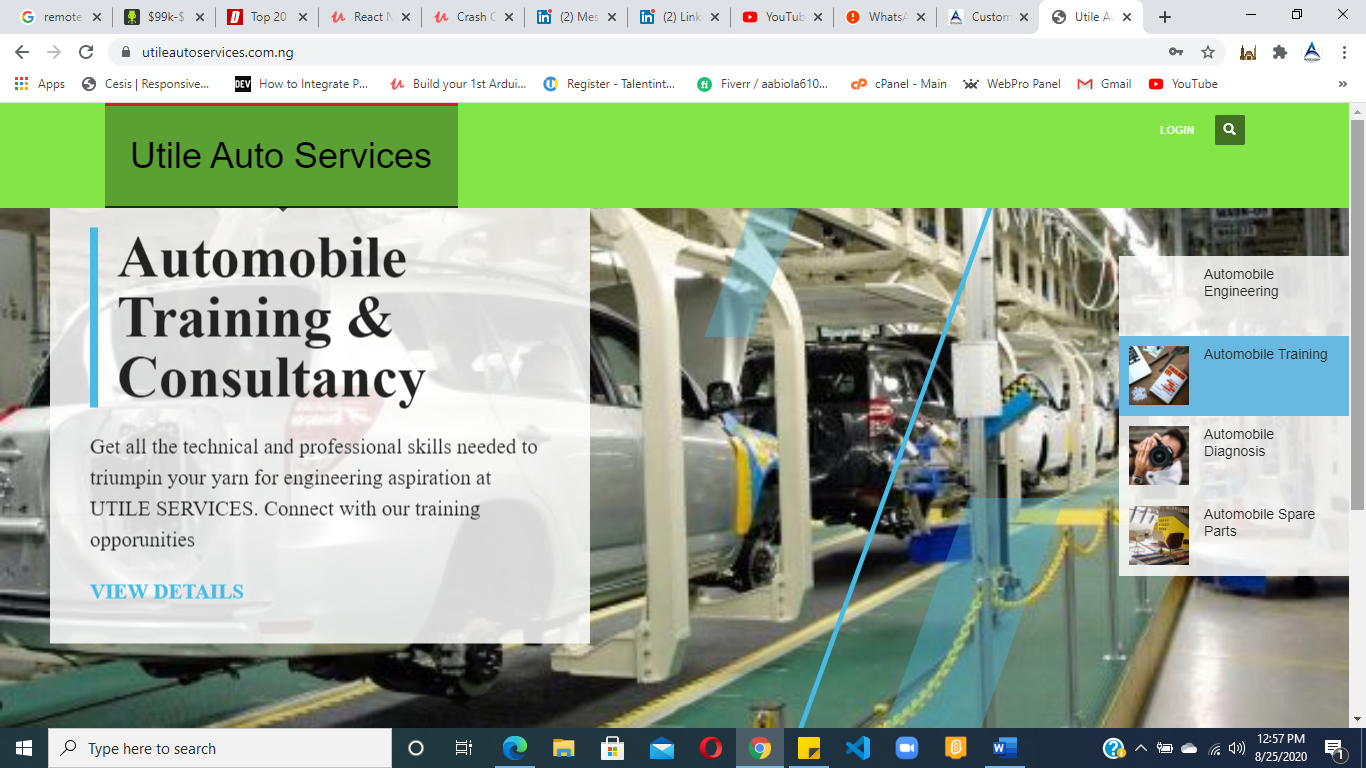 remote
$99k-$
Top 20
React N
Crash C
(2) Mes
(2) Link
YouTub
WhatsA
Custom
Utile Au
utileautoservices.com.ng
Apps
Cesis | Responsive...
DEV
How to Integrate P...
Build your 1st Ardui...
Register - Talentint...
Fiverr / aabiola610...
cPanel - Main
WebPro Panel
Gmail
YouTube
»
Utile Auto Services
LOGIN
Automobile
Training &
Consultancy
Get all the technical and professional skills needed to
triumpin your yarn for engineering aspiration at
UTILE SERVICES. Connect with our training
opporunities
VIEW DETAILS
Automobile
Engineering
Automobile Training
Automobile
Diagnosis
Automobile Spare
Parts
Type here to search
12:57 PM
8/25/2020
1